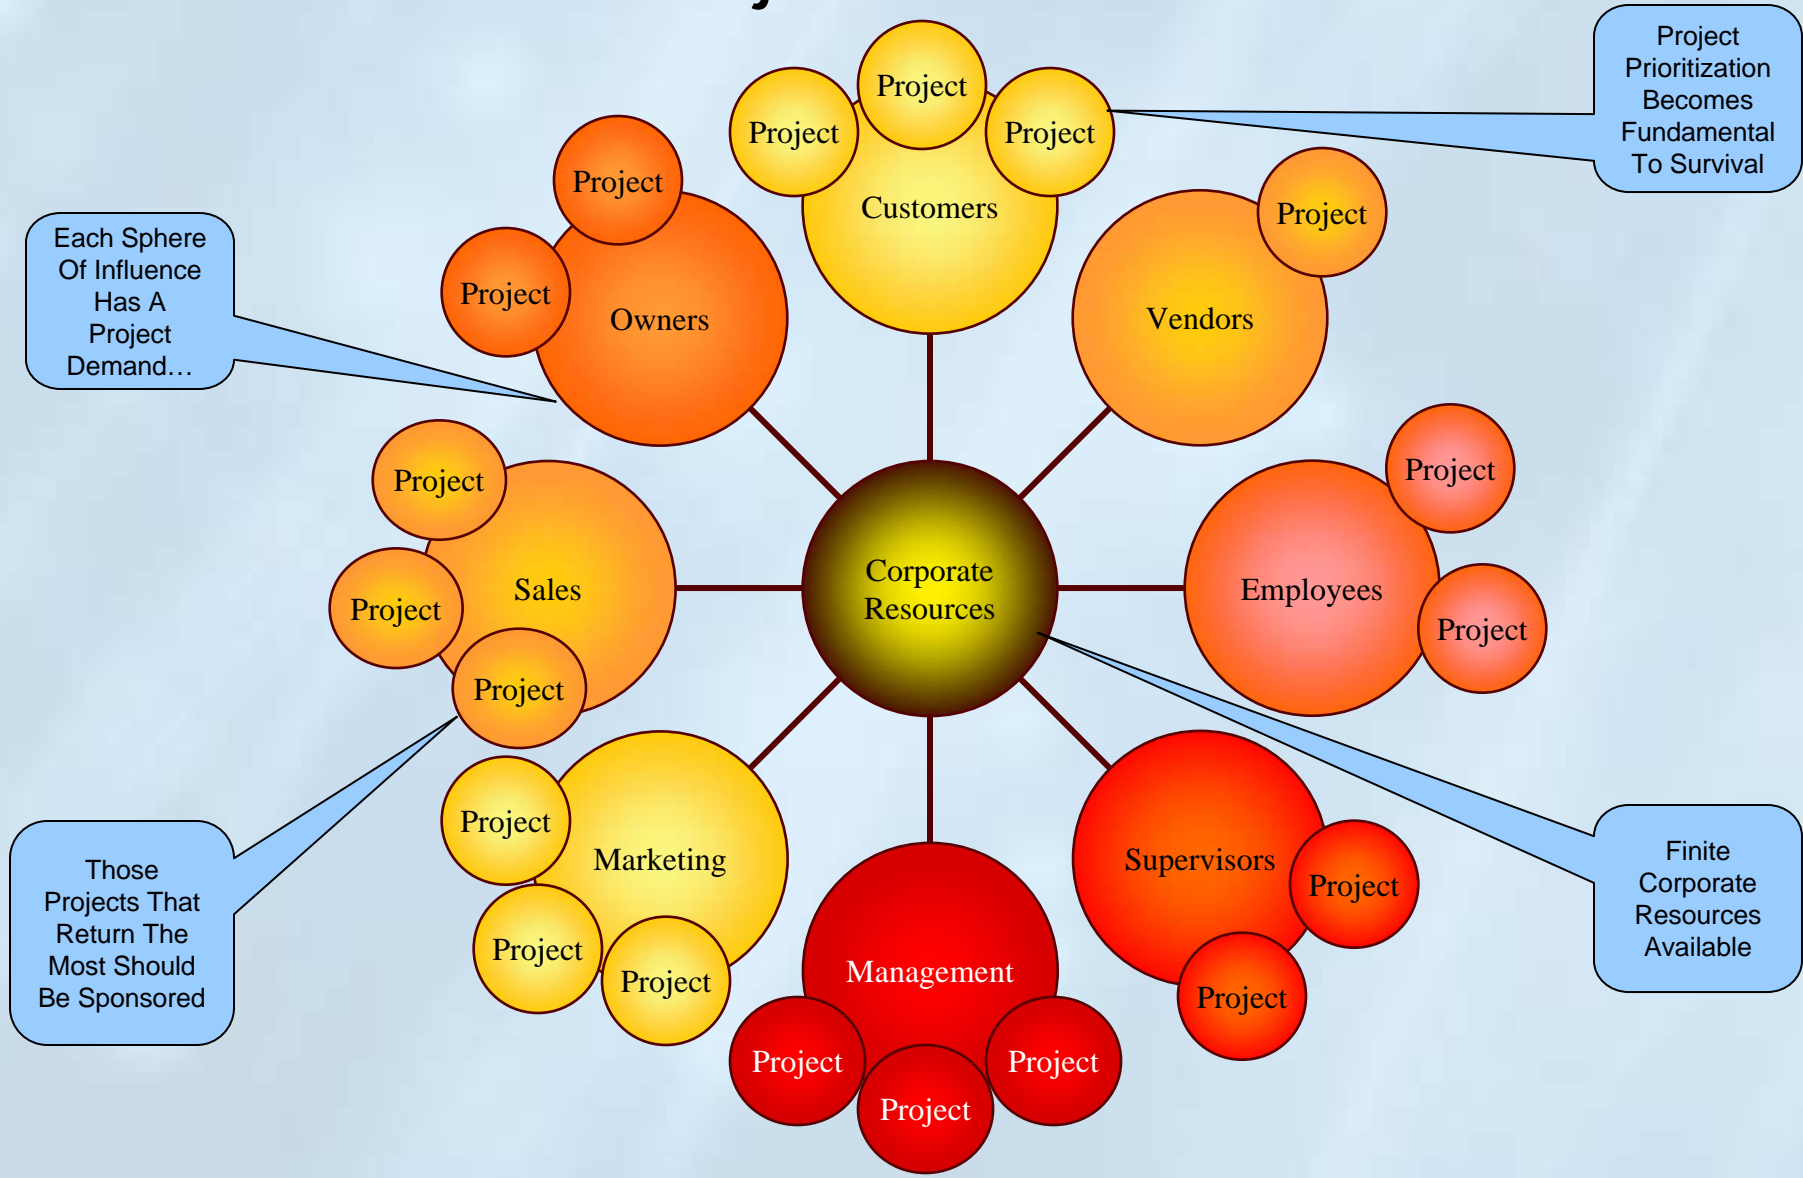 Project
Prioritization
Becomes
Fundamental
To Survival
Project
Project
Project
Customers
Project
Project
Owners
Project
Vendors
Each Sphere
Of Influence
Has A
Project
Demand…
Project
Project
Employees
Project
Project
Project
Sales
Corporate
Resources
Project
Project
Marketing
Project
Project
Supervisors
Project
Project
Management
Project
Project
Project
Those
Projects That
Return The
Most Should
Be Sponsored
Finite
Corporate
Resources
Available